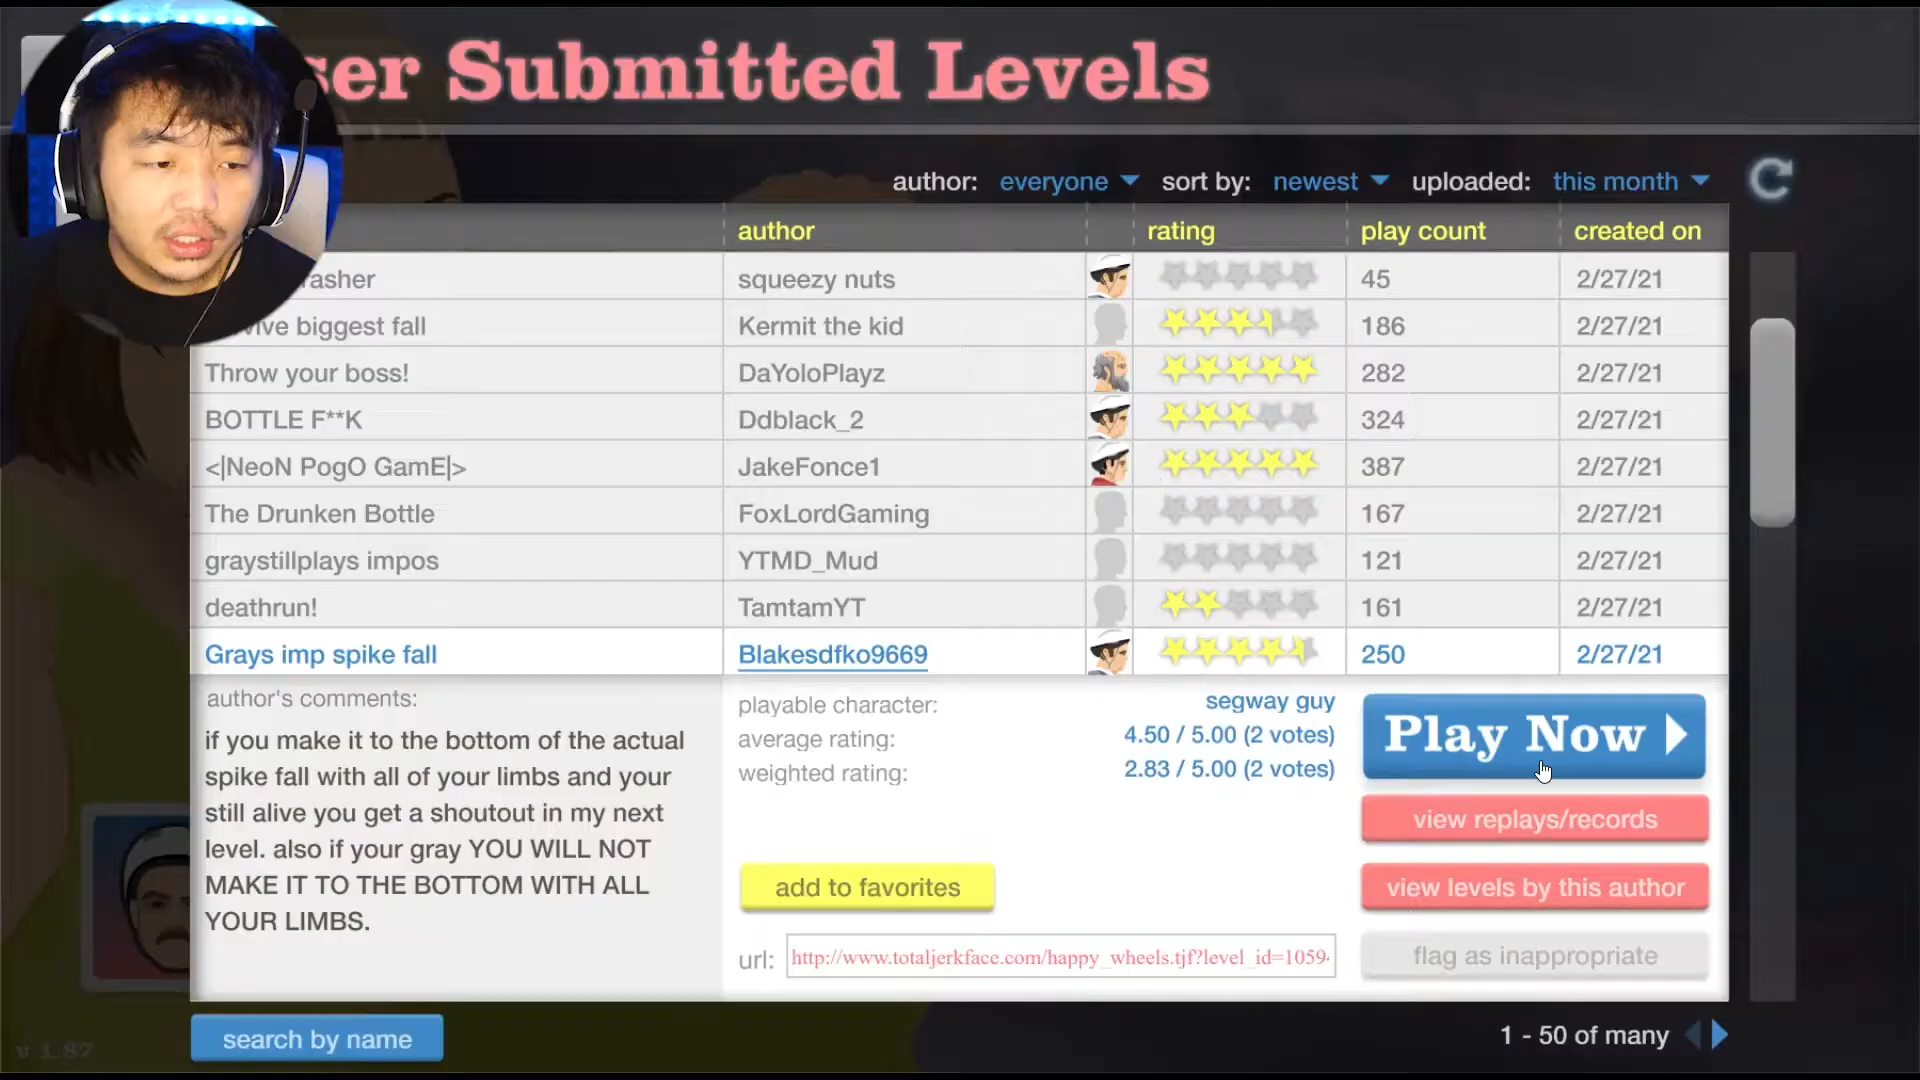 ser Submitted Levels
author: everyone sort by: newest uploaded: this month
author rating play count created on
rasher squeezy nuts 45 2/27/21
vive biggest fall Kermit the kid 186 2/27/21
Throw your boss! DaYoloPlayz 282 2/27/21
BOTTLE F**K Ddblack_2 324 2/27/21
<|NeoN PogO GamE|> JakeFonce1 387 2/27/21
The Drunken Bottle FoxLordGaming 167 2/27/21
graystillplays impos YTMD_Mud 121 2/27/21
deathrun! TamtamYT 161 2/27/21
Grays imp spike fall Blakesdfko9669 250 2/27/21
author's comments:
if you make it to the bottom of the actual
spike fall with all of your limbs and your
still alive you get a shoutout in my next
level. also if your gray YOU WILL NOT
MAKE IT TO THE BOTTOM WITH ALL
YOUR LIMBS.
playable character: segway guy
average rating: 4.50 / 5.00 (2 votes)
weighted rating: 2.83 / 5.00 (2 votes)
add to favorites
url: http://www.totaljerkface.com/happy_wheels.tjf?level_id=1059
Play Now
view replays/records
view levels by this author
flag as inappropriate
search by name
1 - 50 of many
v 1.87